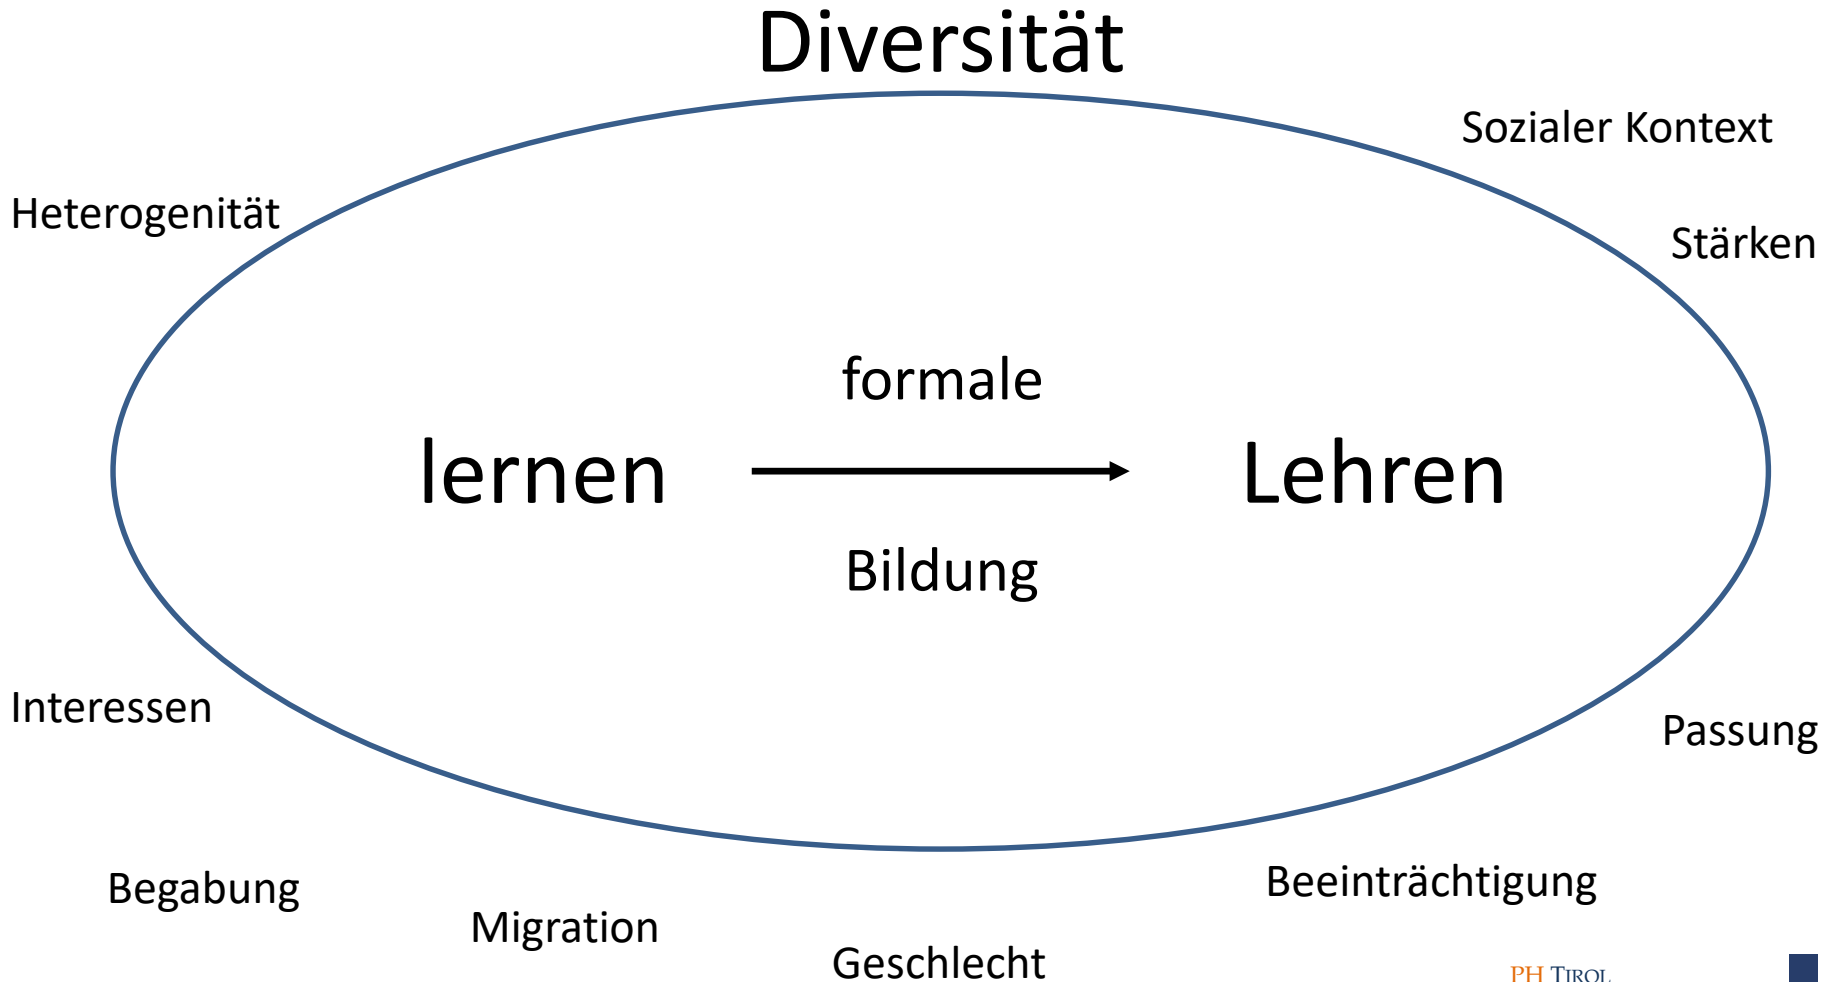 Diversität
Sozialer Kontext
Heterogenität
Stärken
formale
lernen
Lehren
Bildung
Interessen
Passung
Begabung
Beeinträchtigung
Migration
Geschlecht
PH TIROL